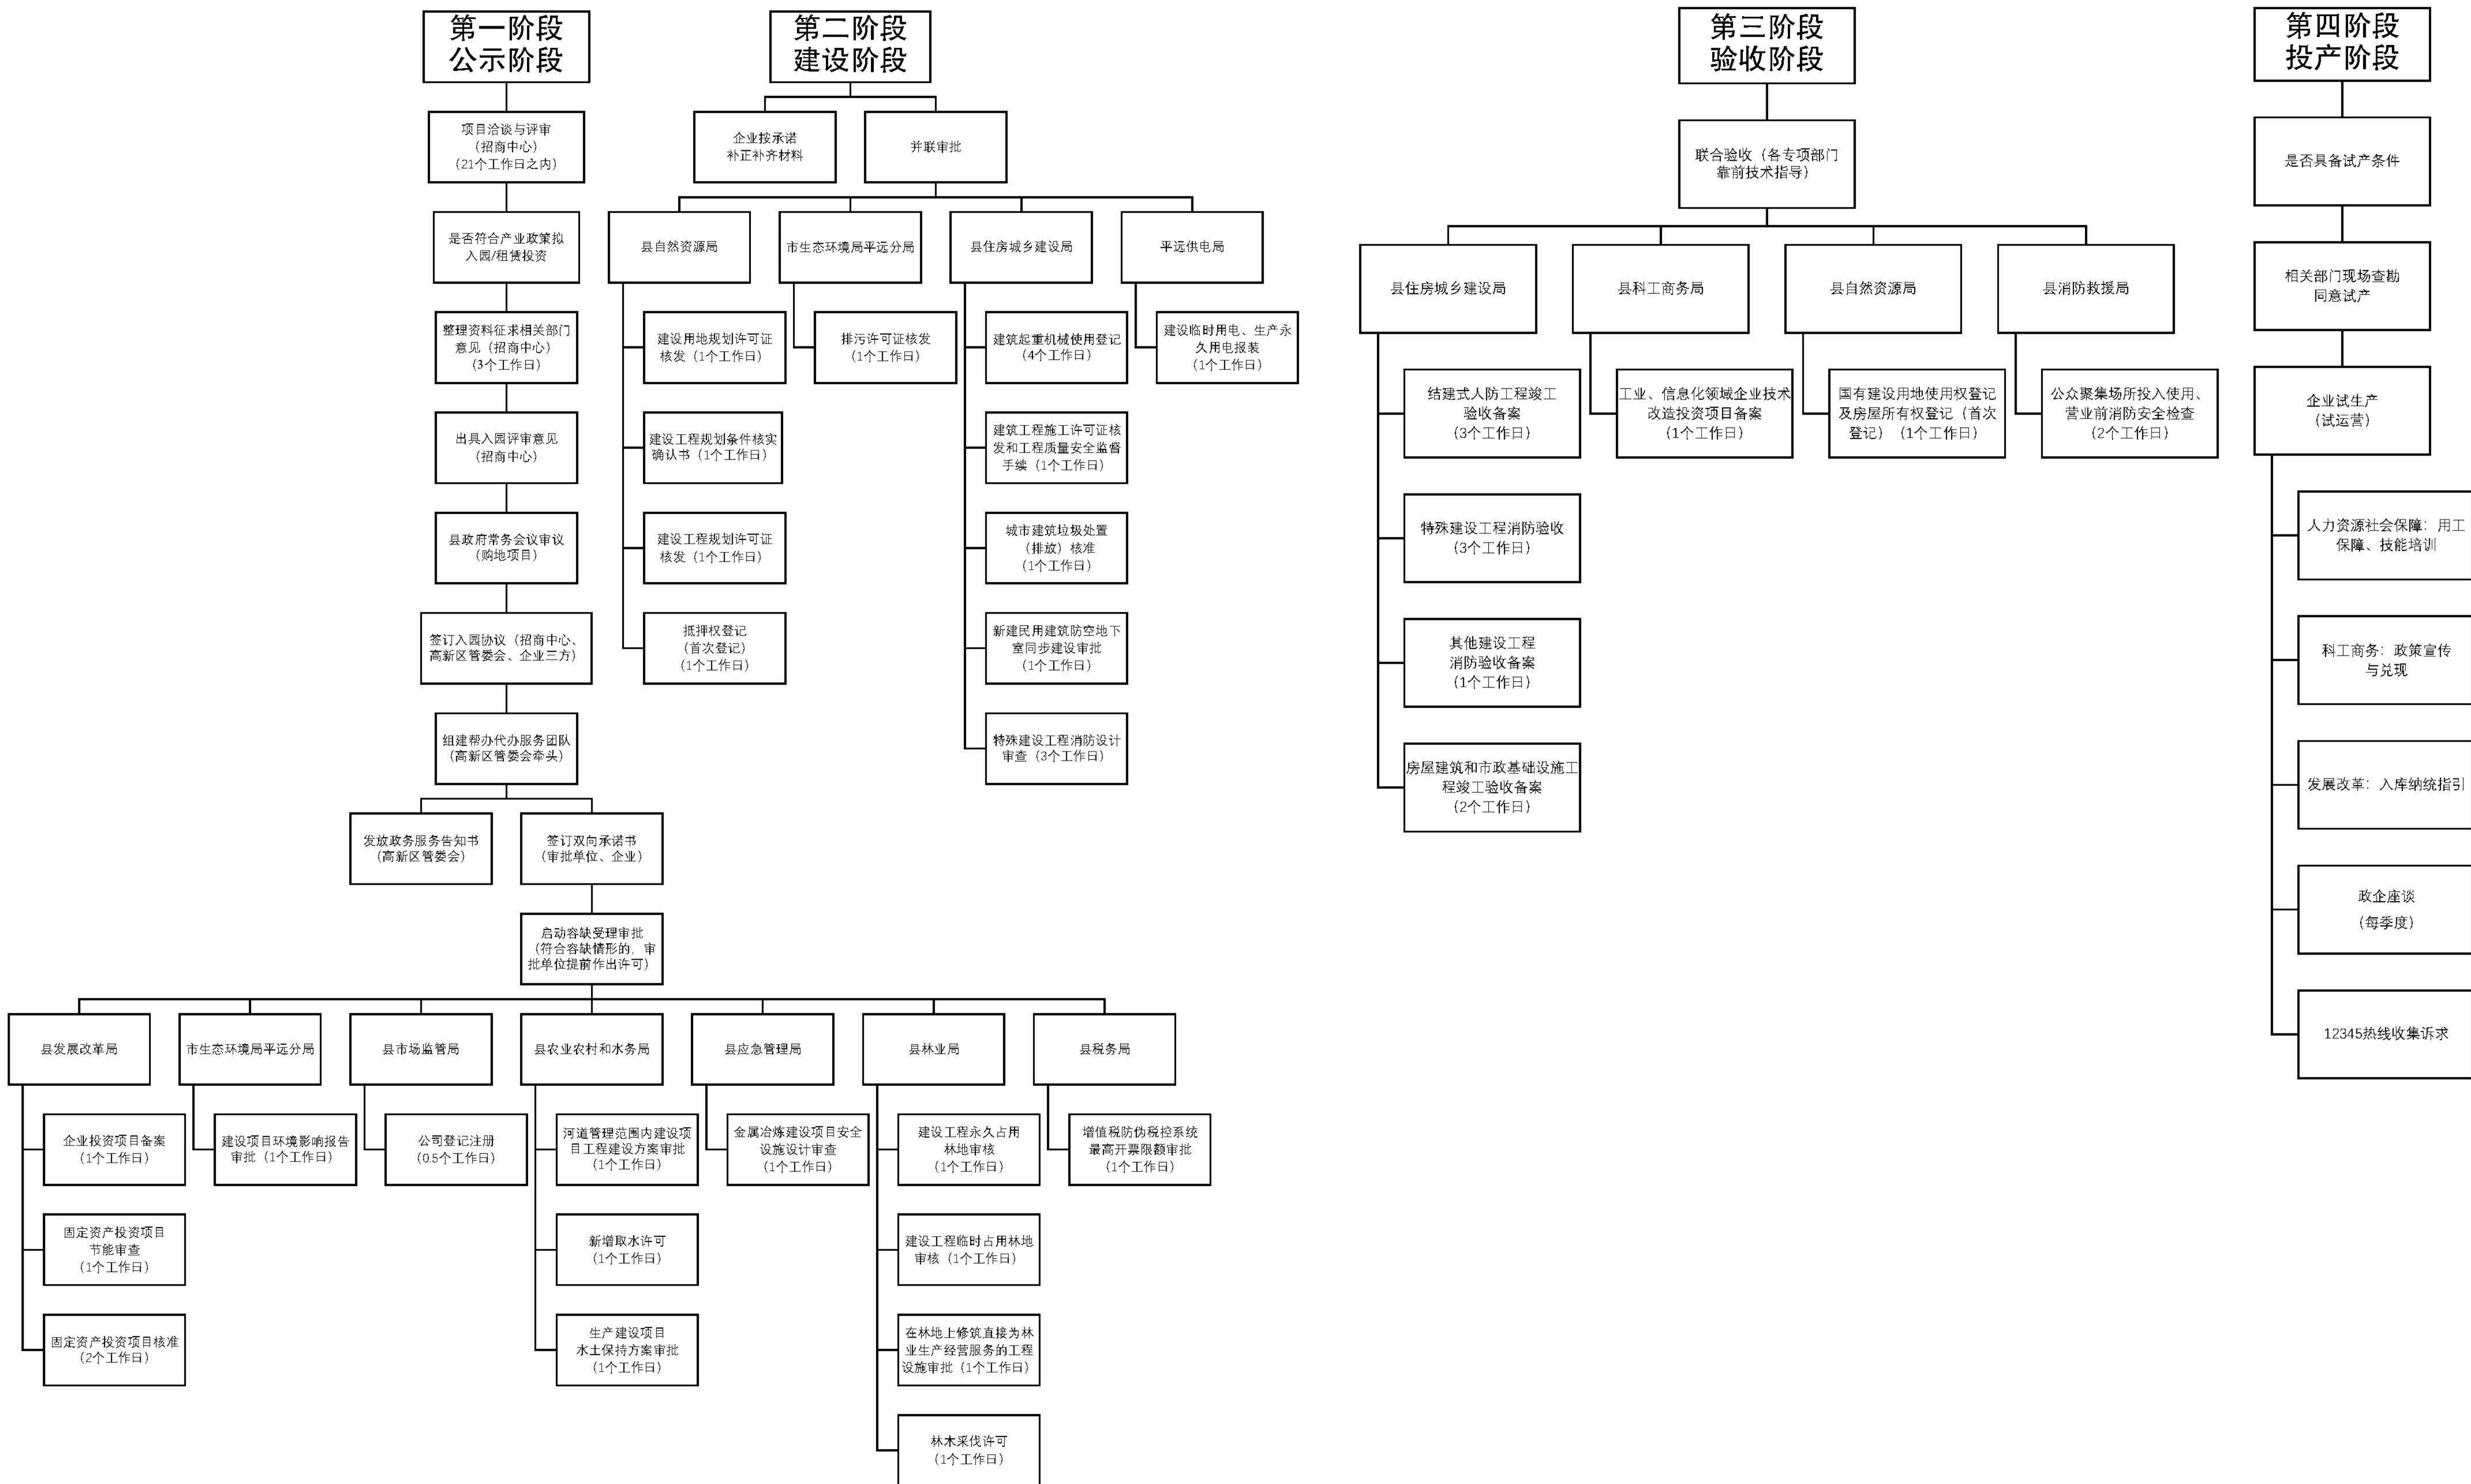 第一阶段
公示阶段
项目洽谈与评审
（招商中心）
（21个工作日之内）
是否符合产业政策拟
入园/租赁投资
整理资料征求相关部门
意见（招商中心）
（3个工作日）
出具入园评审意见
（招商中心）
县政府常务会议审议
（购地项目）
签订入园协议（招商中心、
高新区管委会、企业三方）
组建帮办代办服务团队
（高新区管委会牵头）
发放政务服务告知书
（高新区管委会）
签订双向承诺书
（审批单位、企业）
启动容缺受理审批
（符合容缺情形的，审
批单位提前作出许可）
县发展改革局
企业投资项目备案
（1个工作日）
固定资产投资项目
节能审查
（1个工作日）
固定资产投资项目核准
（2个工作日）
市生态环境局平远分局
建设项目环境影响报告
审批（1个工作日）
县市场监管局
公司登记注册
（0.5个工作日）
县农业农村和水务局
河道管理范围内建设项
目工程建设方案审批
（1个工作日）
新增取水许可
（1个工作日）
生产建设项目
水土保持方案审批
（1个工作日）
县应急管理局
金属冶炼建设项目安全
设施设计审查
（1个工作日）
县林业局
建设工程永久占用
林地审核
（1个工作日）
建设工程临时占用林地
审核（1个工作日）
在林地上修筑直接为林
业生产经营服务的工程
设施审批（1个工作日）
林木采伐许可
（1个工作日）
县税务局
增值税防伪税控系统
最高开票限额审批
（1个工作日）
第二阶段
建设阶段
企业按承诺
补正补齐材料
并联审批
县自然资源局
建设用地规划许可证
核发（1个工作日）
建设工程规划条件核实
确认书（1个工作日）
建设工程规划许可证
核发（1个工作日）
抵押权登记
（首次登记）
（1个工作日）
市生态环境局平远分局
排污许可证核发
（1个工作日）
县住房城乡建设局
建筑起重机械使用登记
（4个工作日）
建筑工程施工许可证核
发和工程质量安全监督
手续（1个工作日）
城市建筑垃圾处置
（排放）核准
（1个工作日）
新建民用建筑防空地下
室同步建设审批
（1个工作日）
特殊建设工程消防设计
审查（3个工作日）
平远供电局
建设临时用电、生产永
久用电报装
（1个工作日）
第三阶段
验收阶段
联合验收（各专项部门
靠前技术指导）
县住房城乡建设局
结建式人防工程竣工
验收备案
（3个工作日）
特殊建设工程消防验收
（3个工作日）
其他建设工程
消防验收备案
（1个工作日）
房屋建筑和市政基础设施工
程竣工验收备案
（2个工作日）
县科工商务局
工业、信息化领域企业技术
改造投资项目备案
（1个工作日）
县自然资源局
国有建设用地使用权登记
及房屋所有权登记（首次
登记）（1个工作日）
县消防救援局
公众聚集场所投入使用、
营业前消防安全检查
（2个工作日）
第四阶段
投产阶段
是否具备试产条件
相关部门现场查勘
同意试产
企业试生产
（试运营）
人力资源社会保障：用工
保障、技能培训
科工商务：政策宣传
与兑现
发展改革：入库纳统指引
政企座谈
（每季度）
12345热线收集诉求